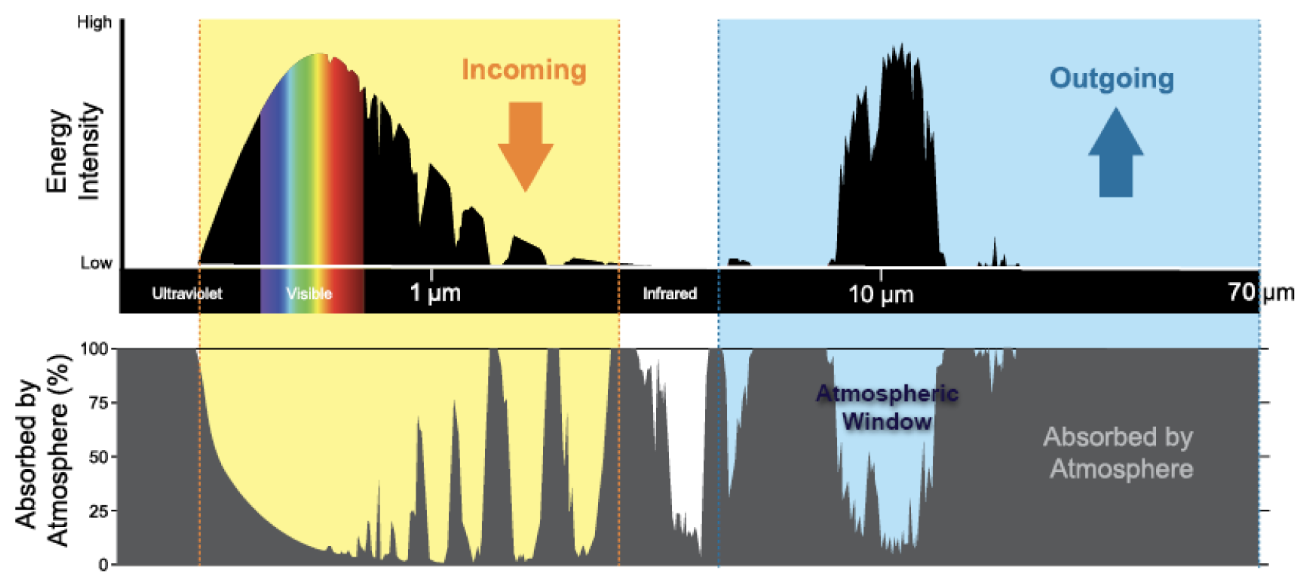 High
Energy
Intensity
Low
Incoming
Outgoing
Ultraviolet
Visible
1 μm
Infrared
10 μm
70 μm
Absorbed by
Atmosphere (%)
100
75
50
25
0
Atmospheric
Window
Absorbed by
Atmosphere